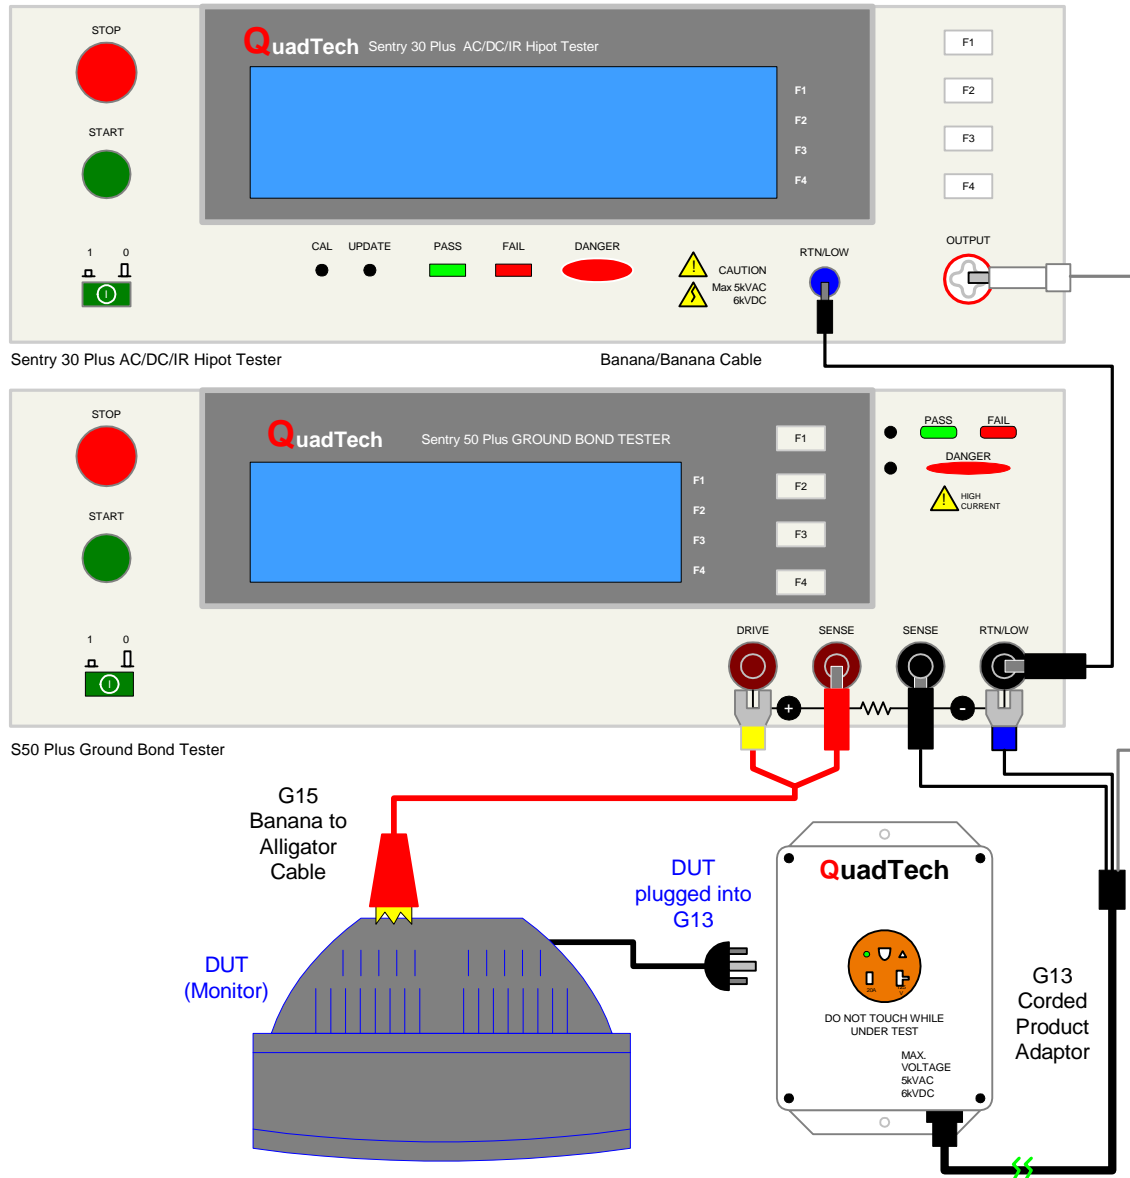 STOP
QuadTech Sentry 30 Plus AC/DC/IR Hipot Tester
F1
F1
F2
F2
START
F3
F3
F4
F4
1 0
CAL UPDATE PASS FAIL DANGER
CAUTION
Max 5kVAC
6kVDC
RTN/LOW
OUTPUT
Sentry 30 Plus AC/DC/IR Hipot Tester
Banana/Banana Cable
STOP
QuadTech Sentry 50 Plus GROUND BOND TESTER
F1
PASS FAIL
DANGER
F1
F2
HIGH
CURRENT
F2
START
F3
F3
F4
F4
1 0
DRIVE SENSE SENSE RTN/LOW
+ -
S50 Plus Ground Bond Tester
G15
Banana to
Alligator
Cable
DUT
plugged into
G13
QuadTech
DUT
(Monitor)
20A
DO NOT TOUCH WHILE
UNDER TEST
MAX.
VOLTAGE
5kVAC
6kVDC
G13
Corded
Product
Adaptor